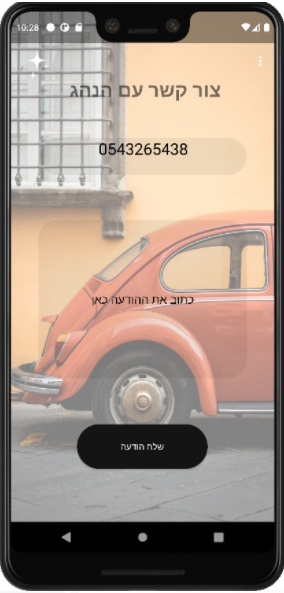 10:28
צור קשר עם הנהג
0543265438
כתוב את ההודעה כאן
שלח הודעה